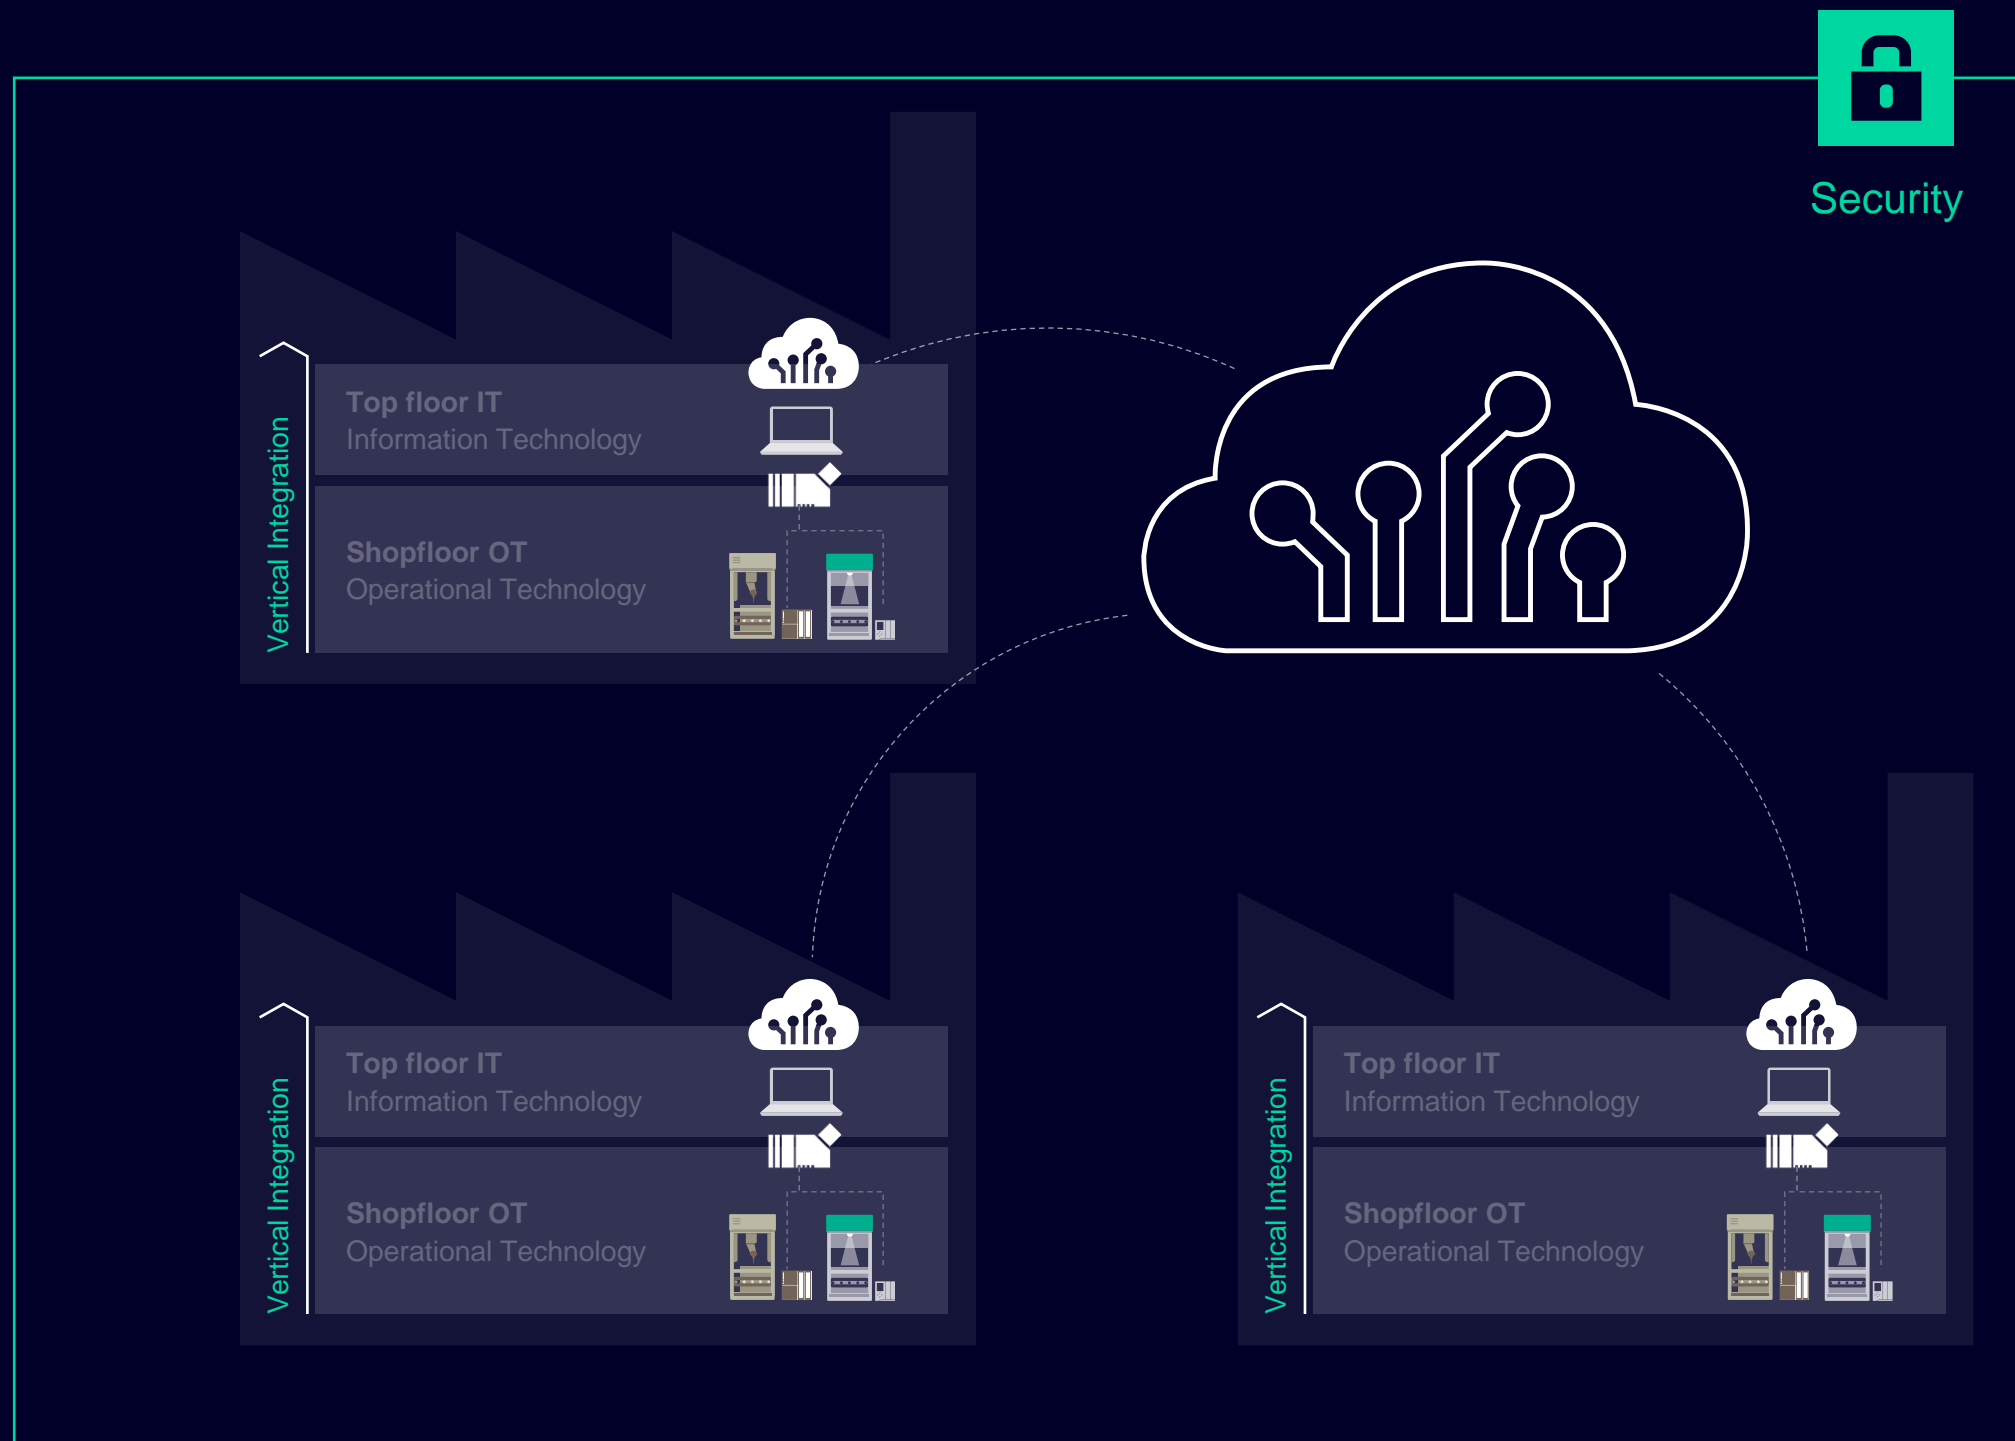 Security
Vertical Integration
Top floor IT
Information Technology
Shopfloor OT
Operational Technology
Vertical Integration
Top floor IT
Information Technology
Shopfloor OT
Operational Technology
Vertical Integration
Top floor IT
Information Technology
Shopfloor OT
Operational Technology